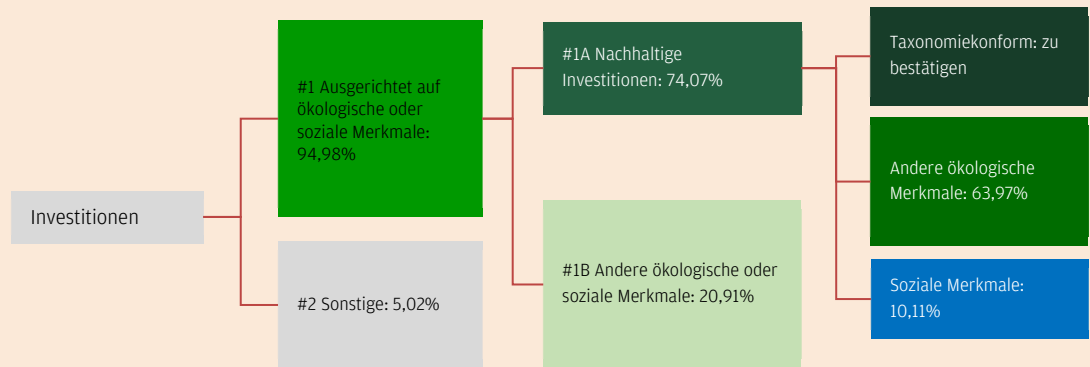 Investitionen
#1 Ausgerichtet auf
ökologische oder
soziale Merkmale:
94,98%
#2 Sonstige: 5,02%
#1A Nachhaltige
Investitionen: 74,07%
#1B Andere ökologische oder
soziale Merkmale: 20,91%
Taxonomiekonform: zu
bestätigen
Andere ökologische
Merkmale: 63,97%
Soziale Merkmale:
10,11%